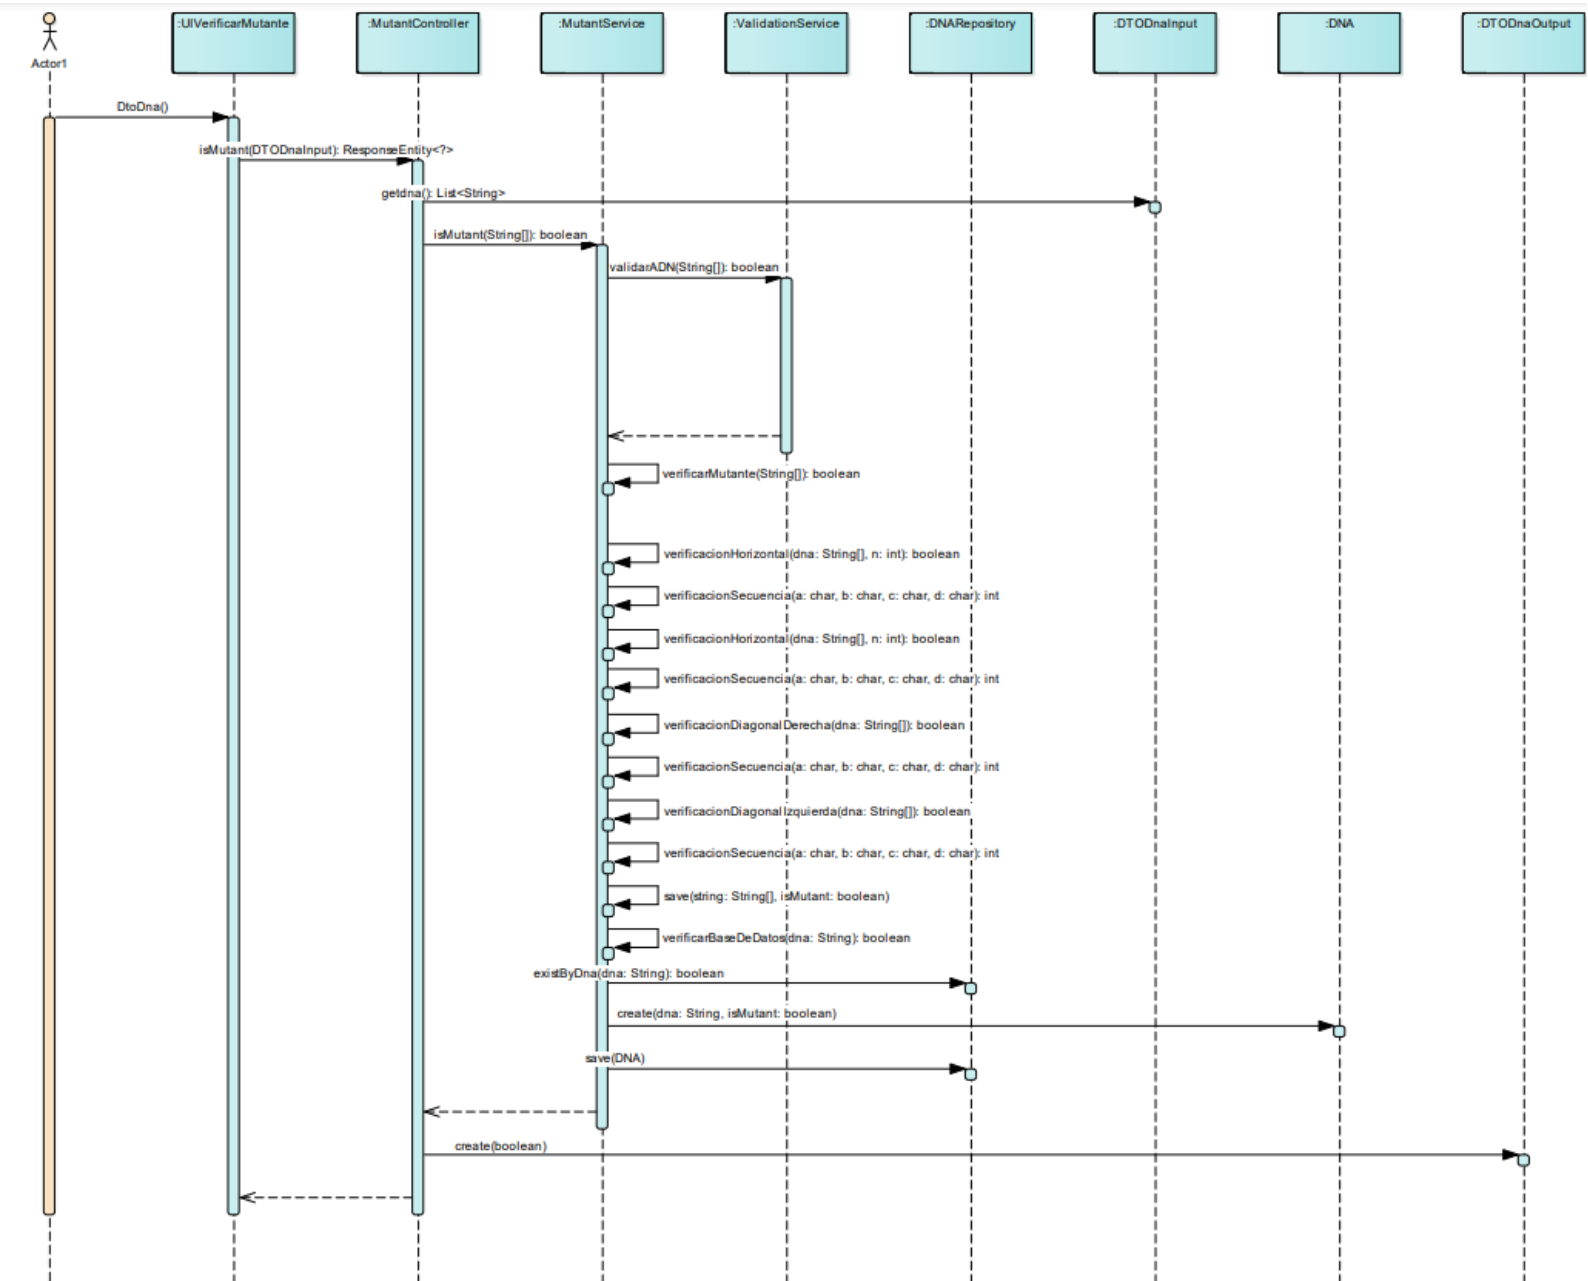 :UIVerificarMutante
:MutantController
:MutantService
:ValidationService
:DNARepository
:DTODnaInput
:DNA
:DTODnaOutput
Actor1
DtoDna()
isMutant(DTODnaInput): ResponseEntity<?>
getdna(): List<String>
isMutant(String[]): boolean
validarADN(String[]): boolean
verificarMutante(String[]): boolean
verificacionHorizontal(dna: String[], n: int): boolean
verificacionSecuencia(a: char, b: char, c: char, d: char): int
verificacionHorizontal(dna: String[], n: int): boolean
verificacionSecuencia(a: char, b: char, c: char, d: char): int
verificacionDiagonalDerecha(dna: String[]): boolean
verificacionSecuencia(a: char, b: char, c: char, d: char): int
verificacionDiagonalIzquierda(dna: String[]): boolean
verificacionSecuencia(a: char, b: char, c: char, d: char): int
save(string: String[], isMutant: boolean)
verificarBaseDeDatos(dna: String): boolean
existByDna(dna: String): boolean
create(dna: String, isMutant: boolean)
save(DNA)
create(boolean)